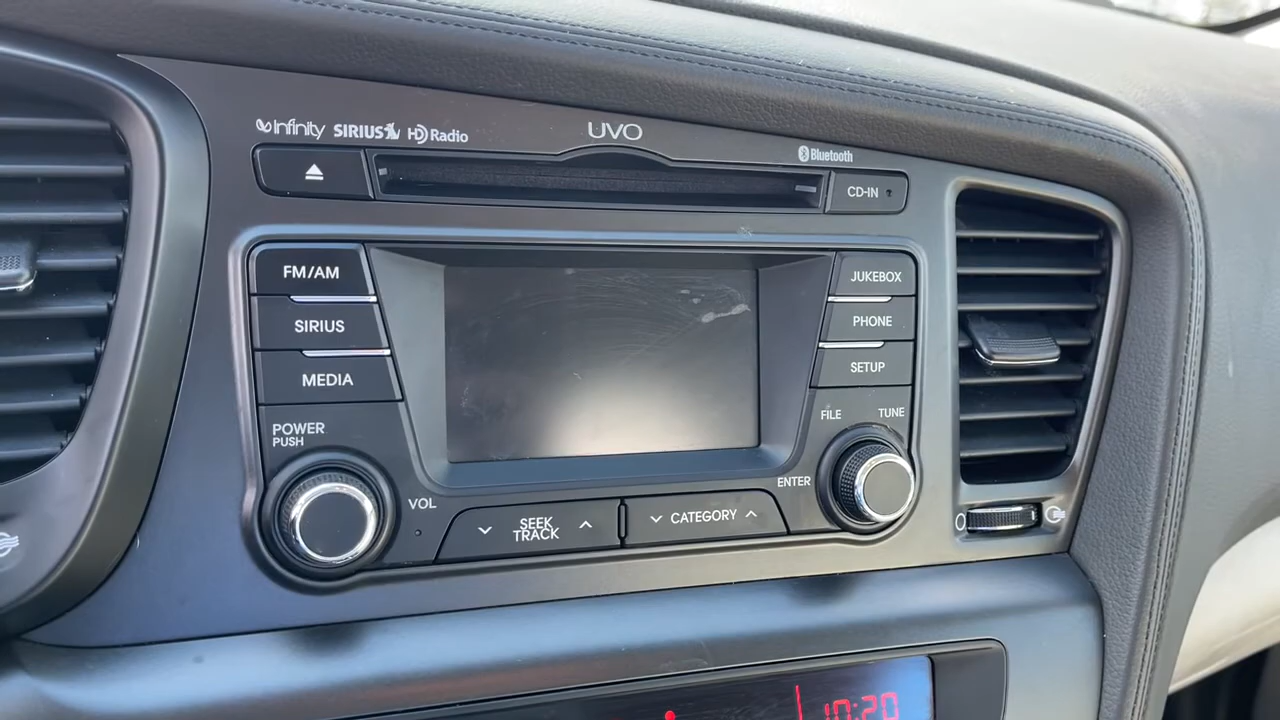 Infinity SIRIUS HD Radio
UVO
Bluetooth
CD-IN
FM/AM
SIRIUS
MEDIA
JUKEBOX
PHONE
SETUP
POWER
PUSH
VOL
SEEK
TRACK
CATEGORY
FILE
TUNE
ENTER
10:20